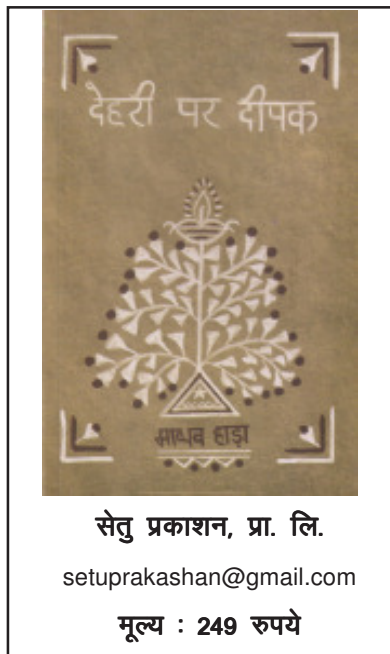 देहरी पर दीपक
माधव हाड़ा
सेतु प्रकाशन, प्रा. लि.
setuprakashan@gmail.com
मूल्य : 249 रुपये